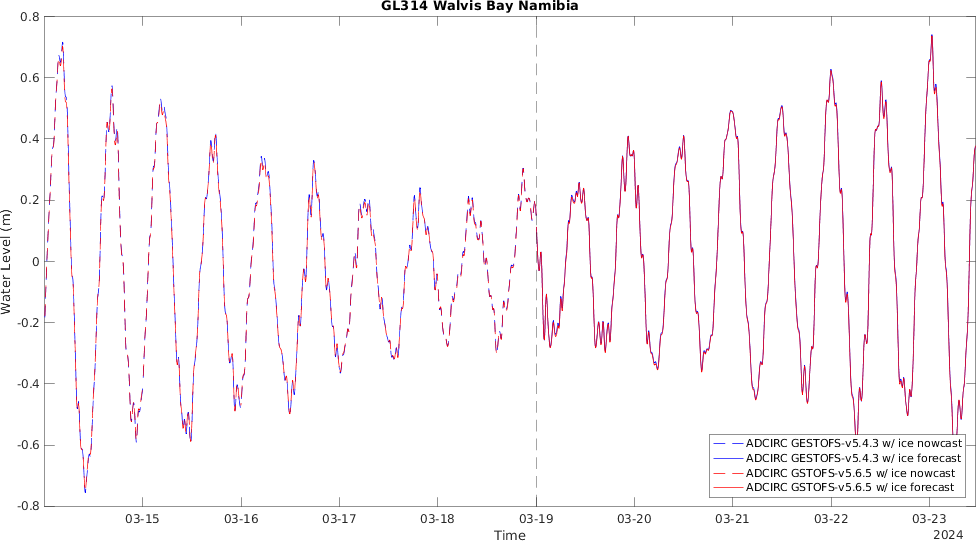 GL314 Walvis Bay Namibia
Water Level (m)
0.8
0.6
0.4
0.2
0
-0.2
-0.4
-0.6
-0.8
ADCIRC GESTOFS-v5.4.3 w/ ice nowcast
ADCIRC GESTOFS-v5.4.3 w/ ice forecast
ADCIRC GSTOFS-v5.6.5 w/ ice nowcast
ADCIRC GSTOFS-v5.6.5 w/ ice forecast
03-15 03-16 03-17 03-18 03-19 03-20 03-21 03-22 03-23
Time
2024